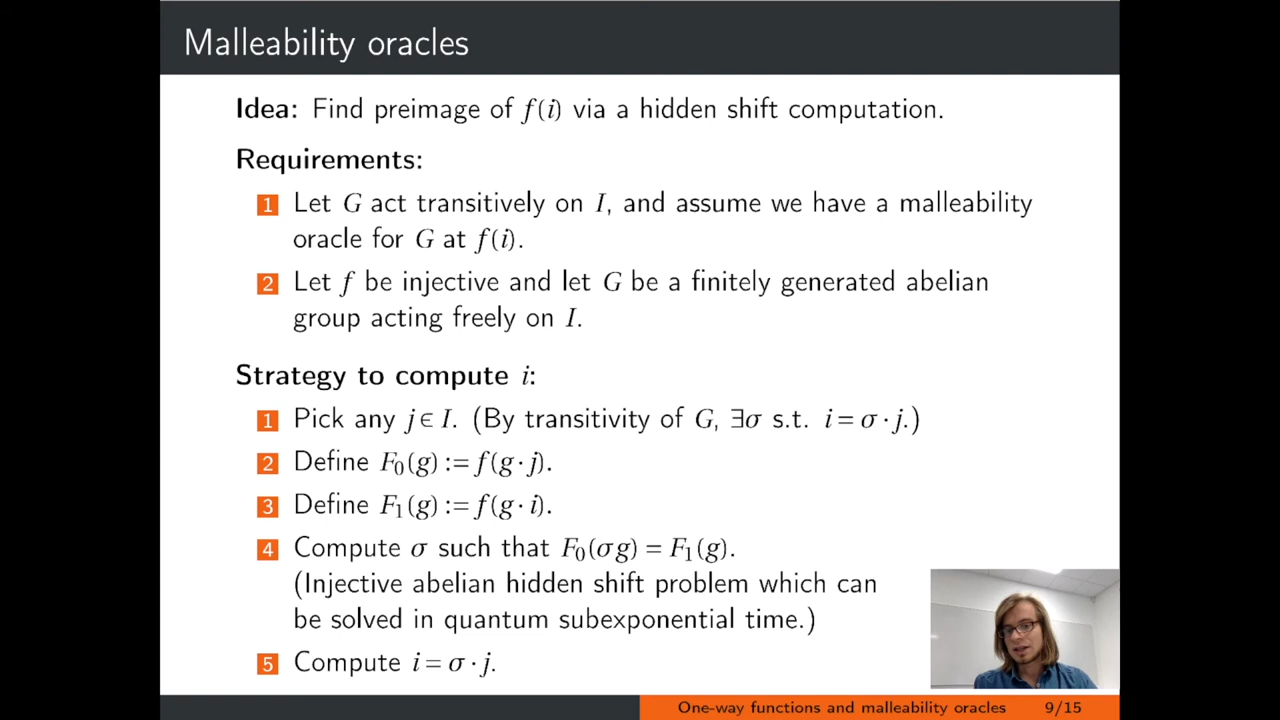 Malleability oracles
Idea: Find preimage of f(i) via a hidden shift computation.
Requirements:
1 Let G act transitively on I, and assume we have a malleability
oracle for G at f(i).
2 Let f be injective and let G be a finitely generated abelian
group acting freely on I.
Strategy to compute i:
1 Pick any j ∈ I. (By transitivity of G, ∃σ s.t. i = σ · j.)
2 Define F₀(g) := f(g · j).
3 Define F₁(g) := f(g · i).
4 Compute σ such that F₀(σg) = F₁(g).
(Injective abelian hidden shift problem which can
be solved in quantum subexponential time.)
5 Compute i = σ · j.
One-way functions and malleability oracles 9/15